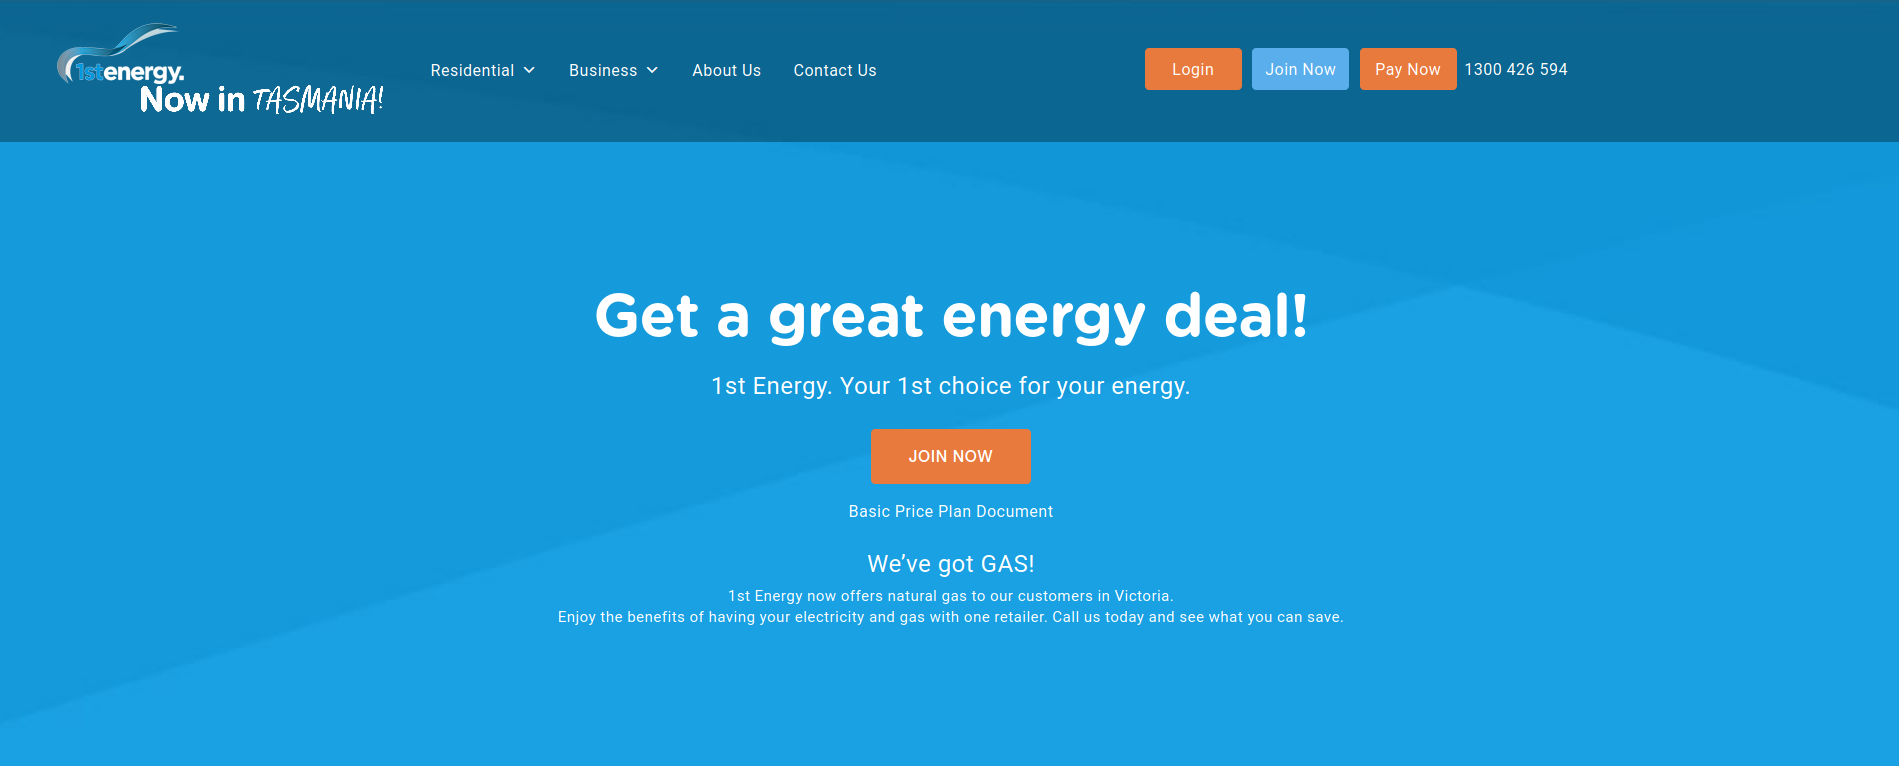 1stenergy.
Now in TASMANIA!
Residential
Business
About Us
Contact Us
Login
Join Now
Pay Now
1300 426 594
Get a great energy deal!
1st Energy. Your 1st choice for your energy.
JOIN NOW
Basic Price Plan Document
We’ve got GAS!
1st Energy now offers natural gas to our customers in Victoria.
Enjoy the benefits of having your electricity and gas with one retailer. Call us today and see what you can save.